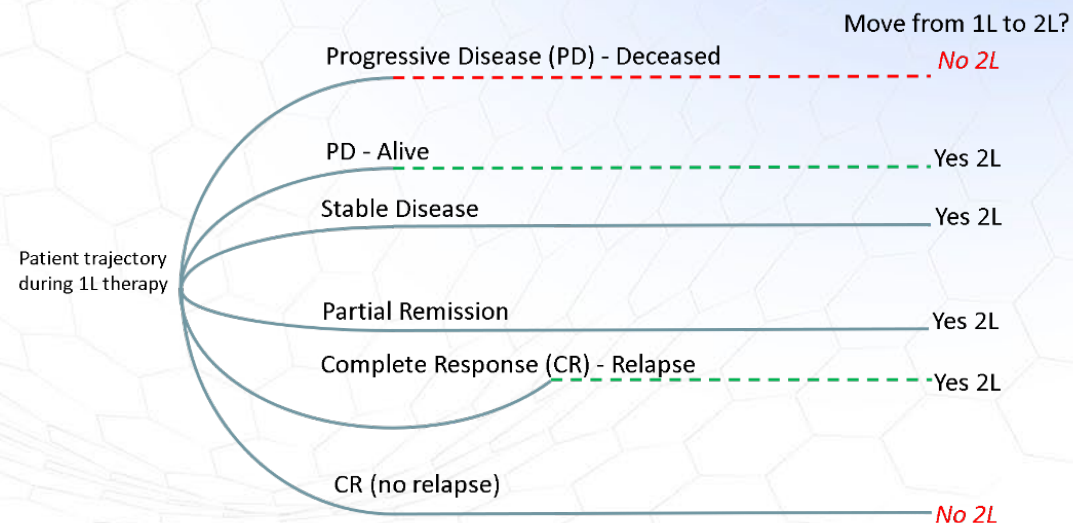 Move from 1L to 2L?
Progressive Disease (PD) - Deceased
No 2L
PD - Alive
Yes 2L
Stable Disease
Yes 2L
Patient trajectory
during 1L therapy
Partial Remission
Yes 2L
Complete Response (CR) - Relapse
Yes 2L
CR (no relapse)
No 2L